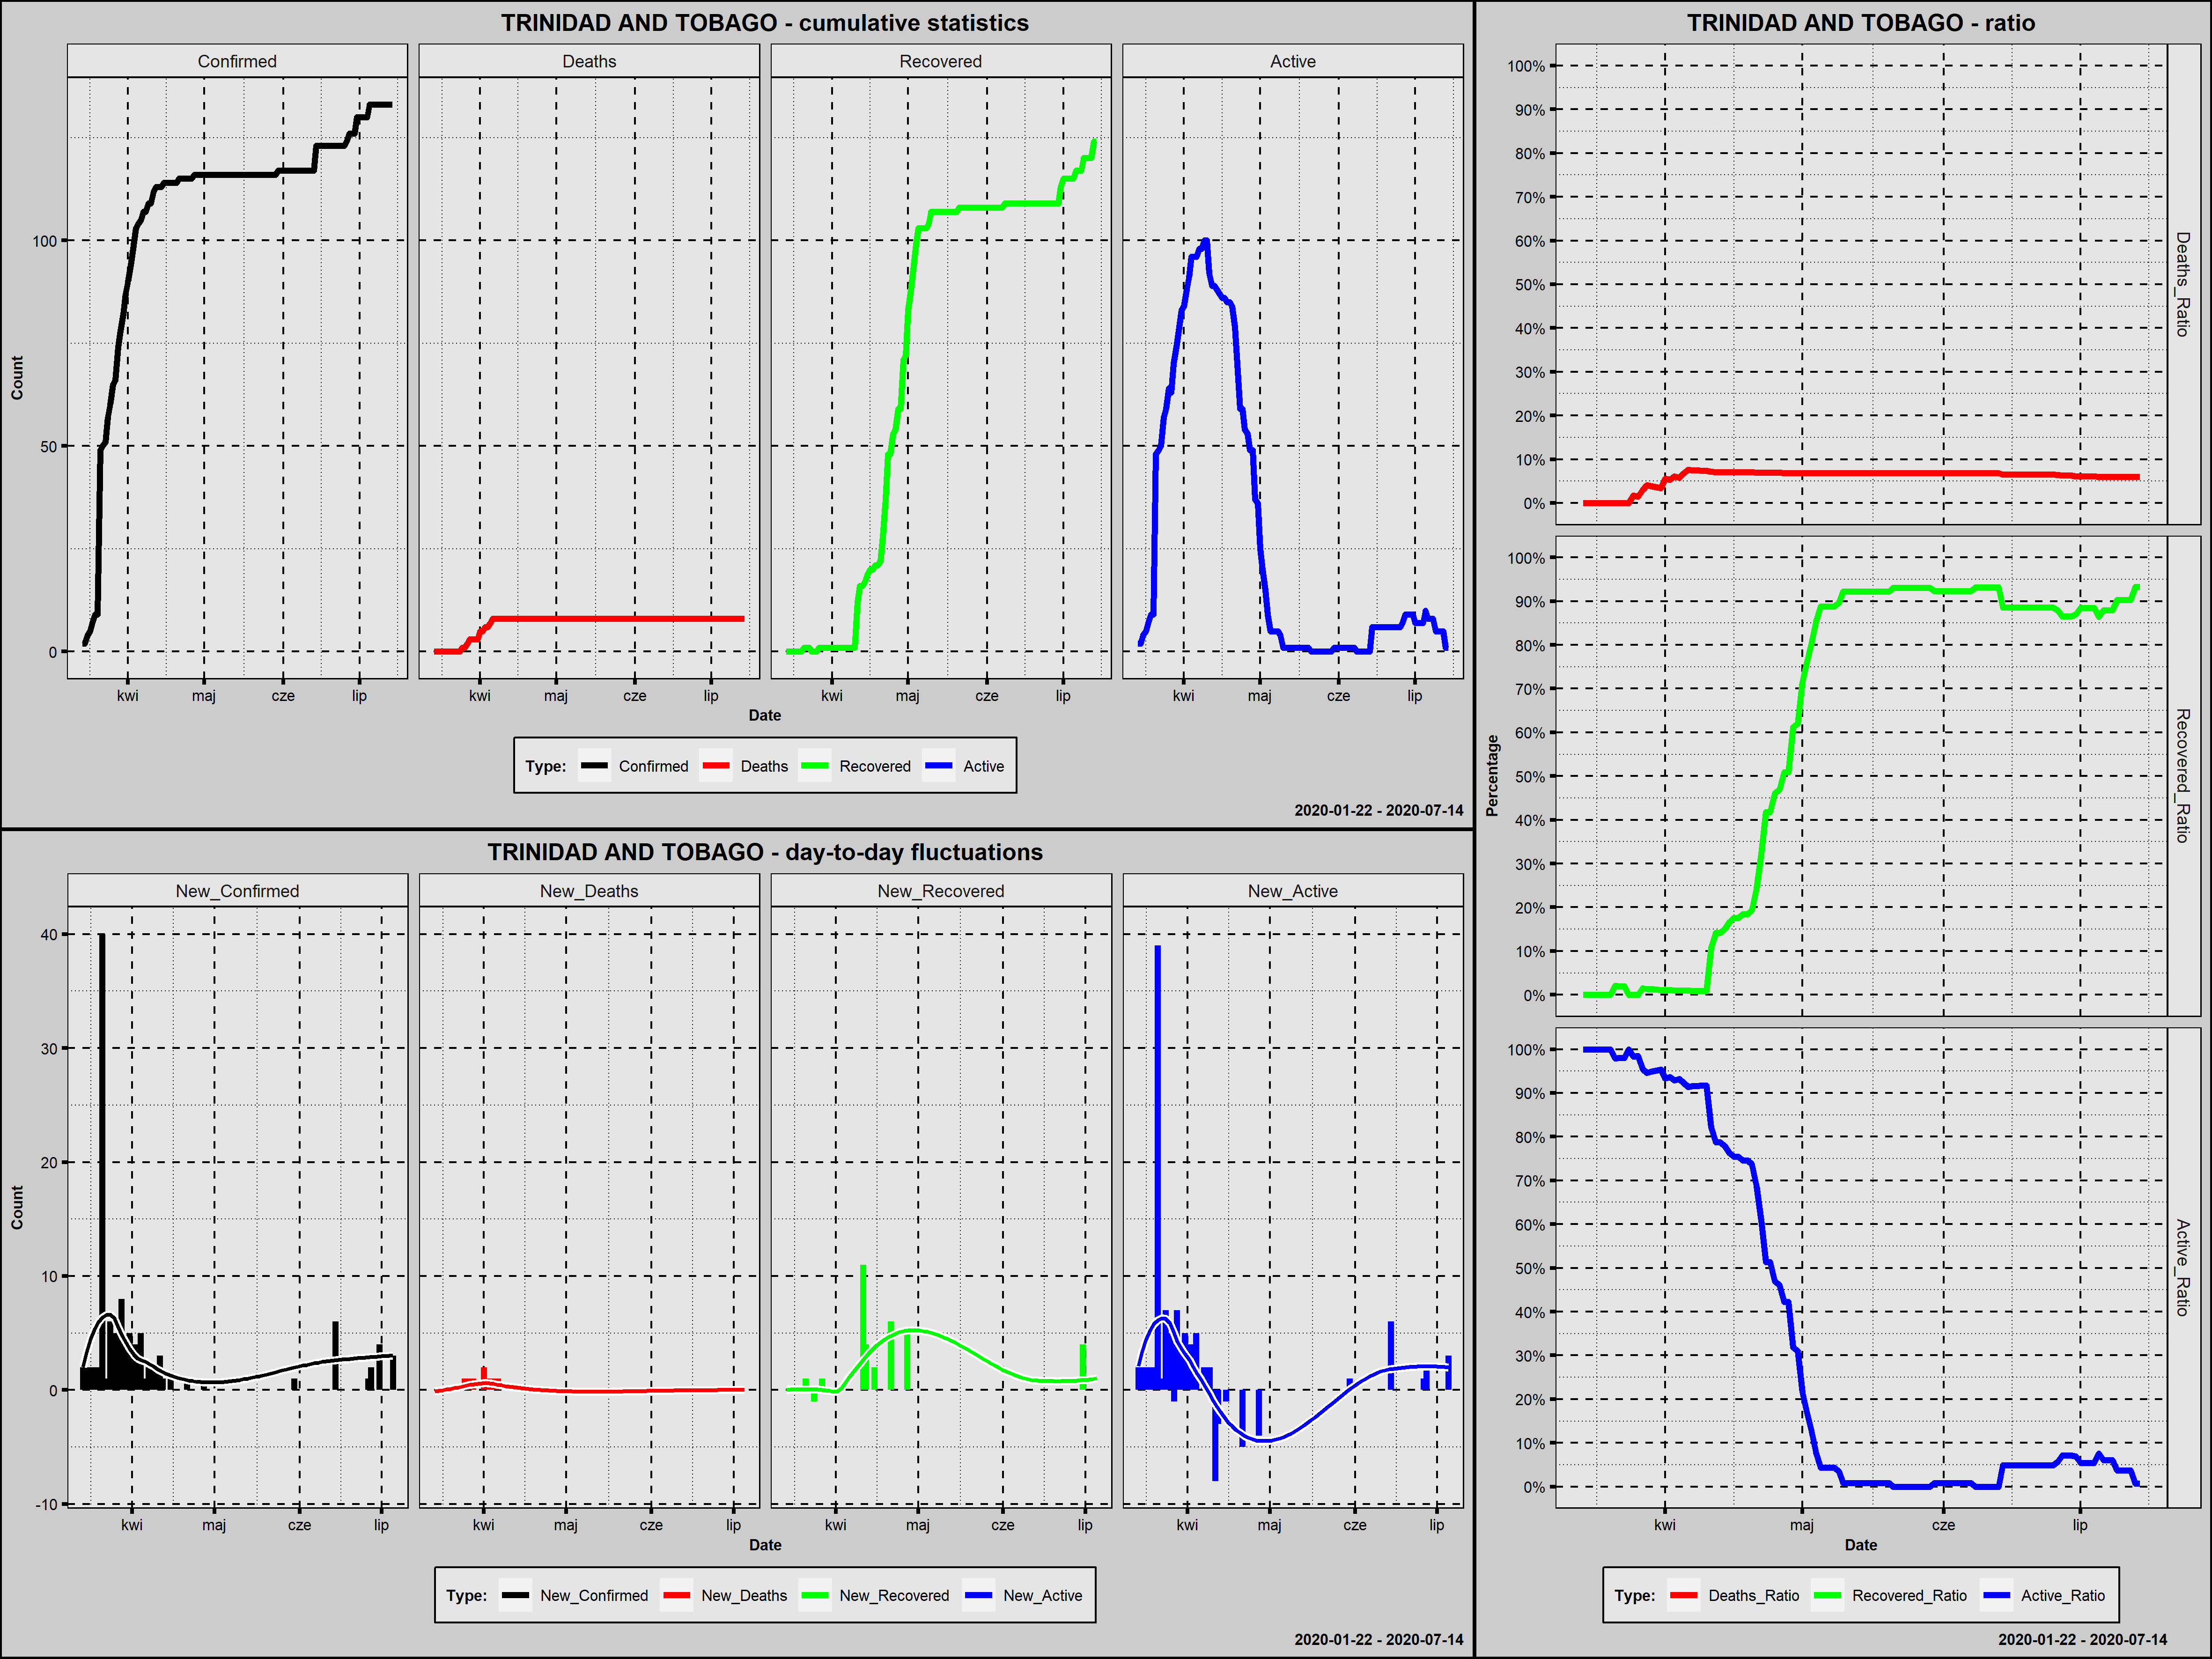 TRINIDAD AND TOBAGO - cumulative statistics
Confirmed Deaths Recovered Active
Count
100
50
0
kwi maj cze lip kwi maj cze lip kwi maj cze lip kwi maj cze lip
Date
Type: Confirmed Deaths Recovered Active
2020-01-22 - 2020-07-14
TRINIDAD AND TOBAGO - day-to-day fluctuations
New_Confirmed New_Deaths New_Recovered New_Active
Count
40
30
20
10
0
-10
kwi maj cze lip kwi maj cze lip kwi maj cze lip kwi maj cze lip
Date
Type: New_Confirmed New_Deaths New_Recovered New_Active
2020-01-22 - 2020-07-14
TRINIDAD AND TOBAGO - ratio
Percentage
100%
90%
80%
70%
60%
50%
40%
30%
20%
10%
0%
Deaths_Ratio
100%
90%
80%
70%
60%
50%
40%
30%
20%
10%
0%
Recovered_Ratio
100%
90%
80%
70%
60%
50%
40%
30%
20%
10%
0%
Active_Ratio
kwi maj cze lip
Date
Type: Deaths_Ratio Recovered_Ratio Active_Ratio
2020-01-22 - 2020-07-14